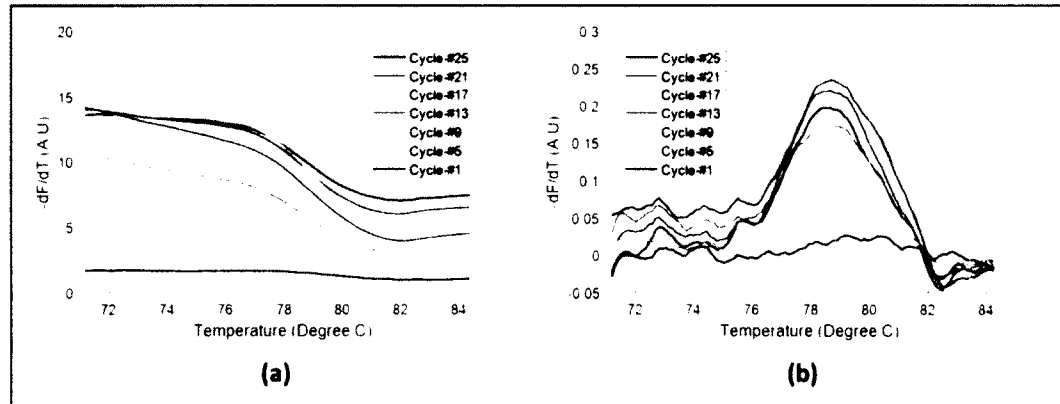 20
15
10
5
0
-dF/dT (A U)
72 74 76 78 80 82 84
Temperature (Degree C)
Cycle-#25
Cycle-#21
Cycle-#17
Cycle-#13
Cycle-#9
Cycle-#5
Cycle-#1
(a)
0 3
0 25
0 2
0.15
0 1
0 05
0
-0 05
-dF/dT (A.U)
72 74 76 78 80 82 84
Temperature (Degree C)
Cycle-#25
Cycle-#21
Cycle-#17
Cycle-#13
Cycle-#9
Cycle-#5
Cycle-#1
(b)